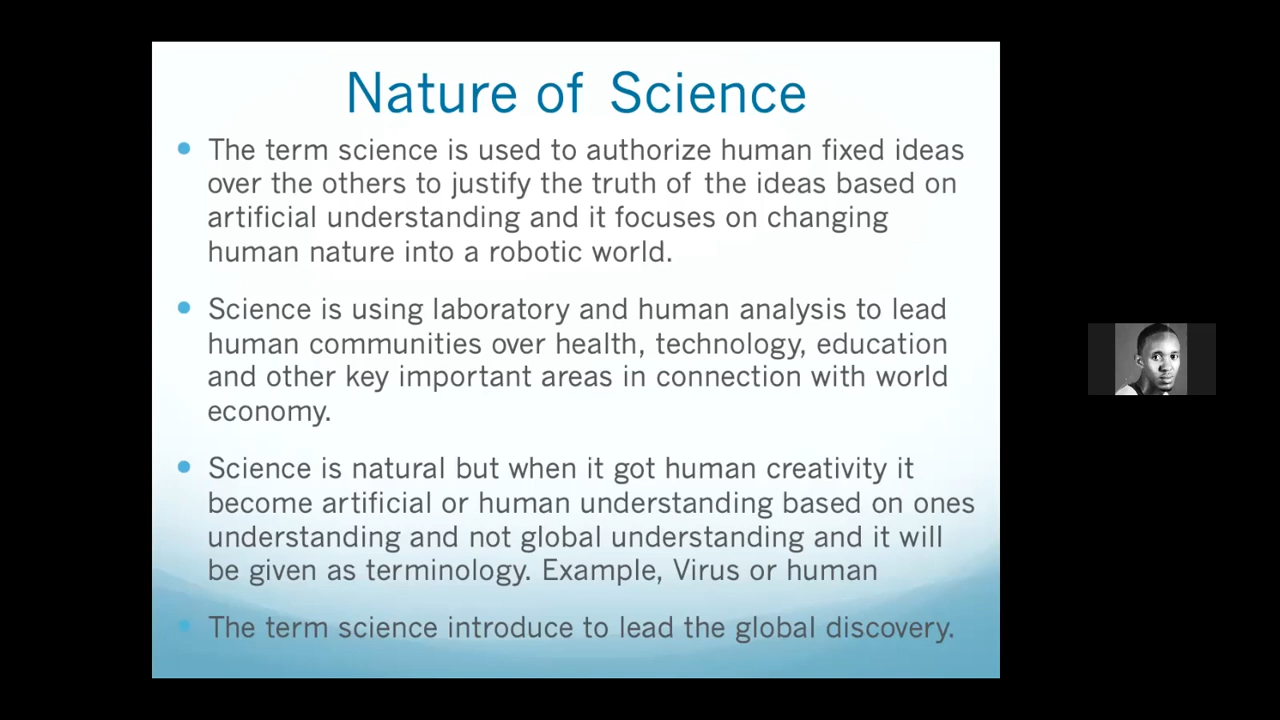 Nature of Science
The term science is used to authorize human fixed ideas
over the others to justify the truth of the ideas based on
artificial understanding and it focuses on changing
human nature into a robotic world.
Science is using laboratory and human analysis to lead
human communities over health, technology, education
and other key important areas in connection with world
economy.
Science is natural but when it got human creativity it
become artificial or human understanding based on ones
understanding and not global understanding and it will
be given as terminology. Example, Virus or human
The term science introduce to lead the global discovery.